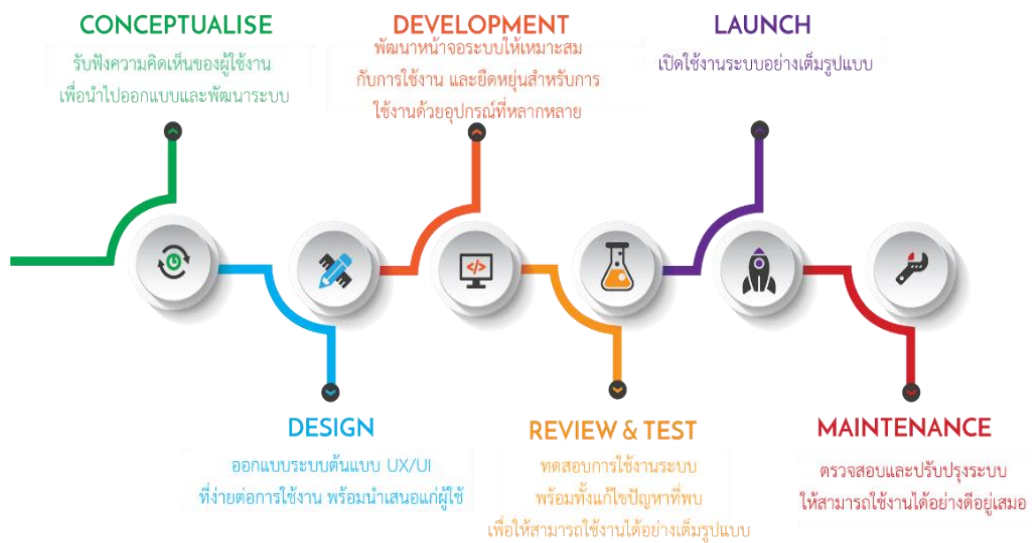 CONCEPTUALISE
รับฟังความคิดเห็นของผู้ใช้งาน
เพื่อนำไปออกแบบและพัฒนาระบบ
DESIGN
ออกแบบระบบต้นแบบ UX/UI
ที่ง่ายต่อการใช้งาน พร้อมนำเสนอแก่ผู้ใช้
DEVELOPMENT
พัฒนาหน้าจอระบบให้เหมาะสม
กับการใช้งาน และยืดหยุ่นสำหรับการ
ใช้งานด้วยอุปกรณ์ที่หลากหลาย
</>
REVIEW & TEST
ทดสอบการใช้งานระบบ
พร้อมทั้งแก้ไขปัญหาที่พบ
เพื่อให้สามารถใช้งานได้อย่างเต็มรูปแบบ
LAUNCH
เปิดใช้งานระบบอย่างเต็มรูปแบบ
MAINTENANCE
ตรวจสอบและปรับปรุงระบบ
ให้สามารถใช้งานได้อย่างดีอยู่เสมอ